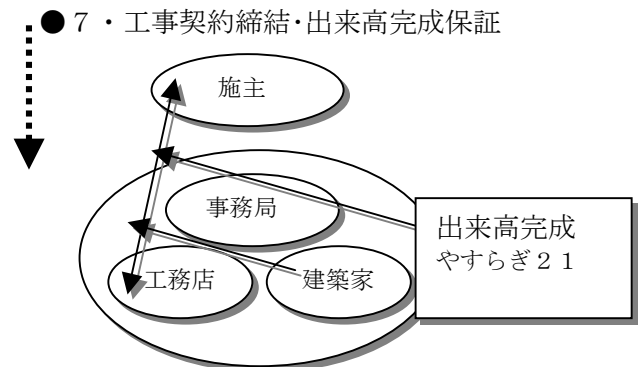 ●７・工事契約締結･出来高完成保証
施主
事務局
工務店
建築家
出来高完成
やすらぎ２１